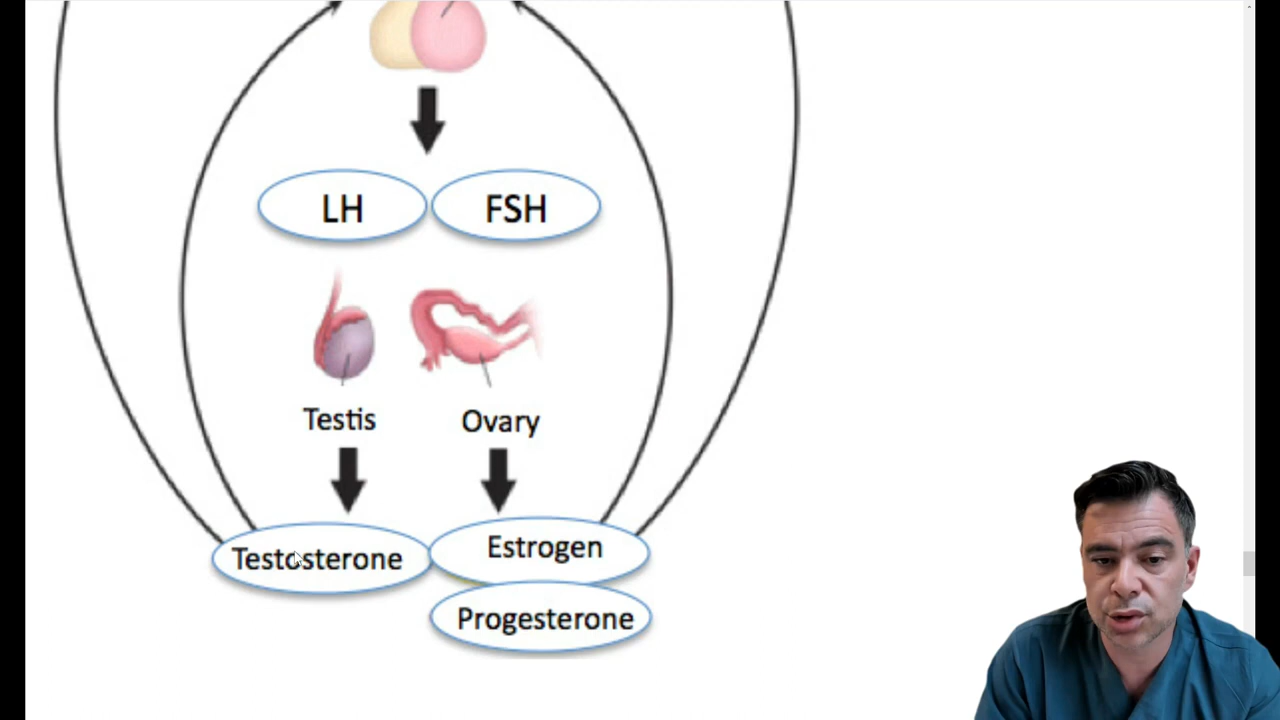 LH
FSH
Testis
Ovary
Testosterone
Estrogen
Progesterone